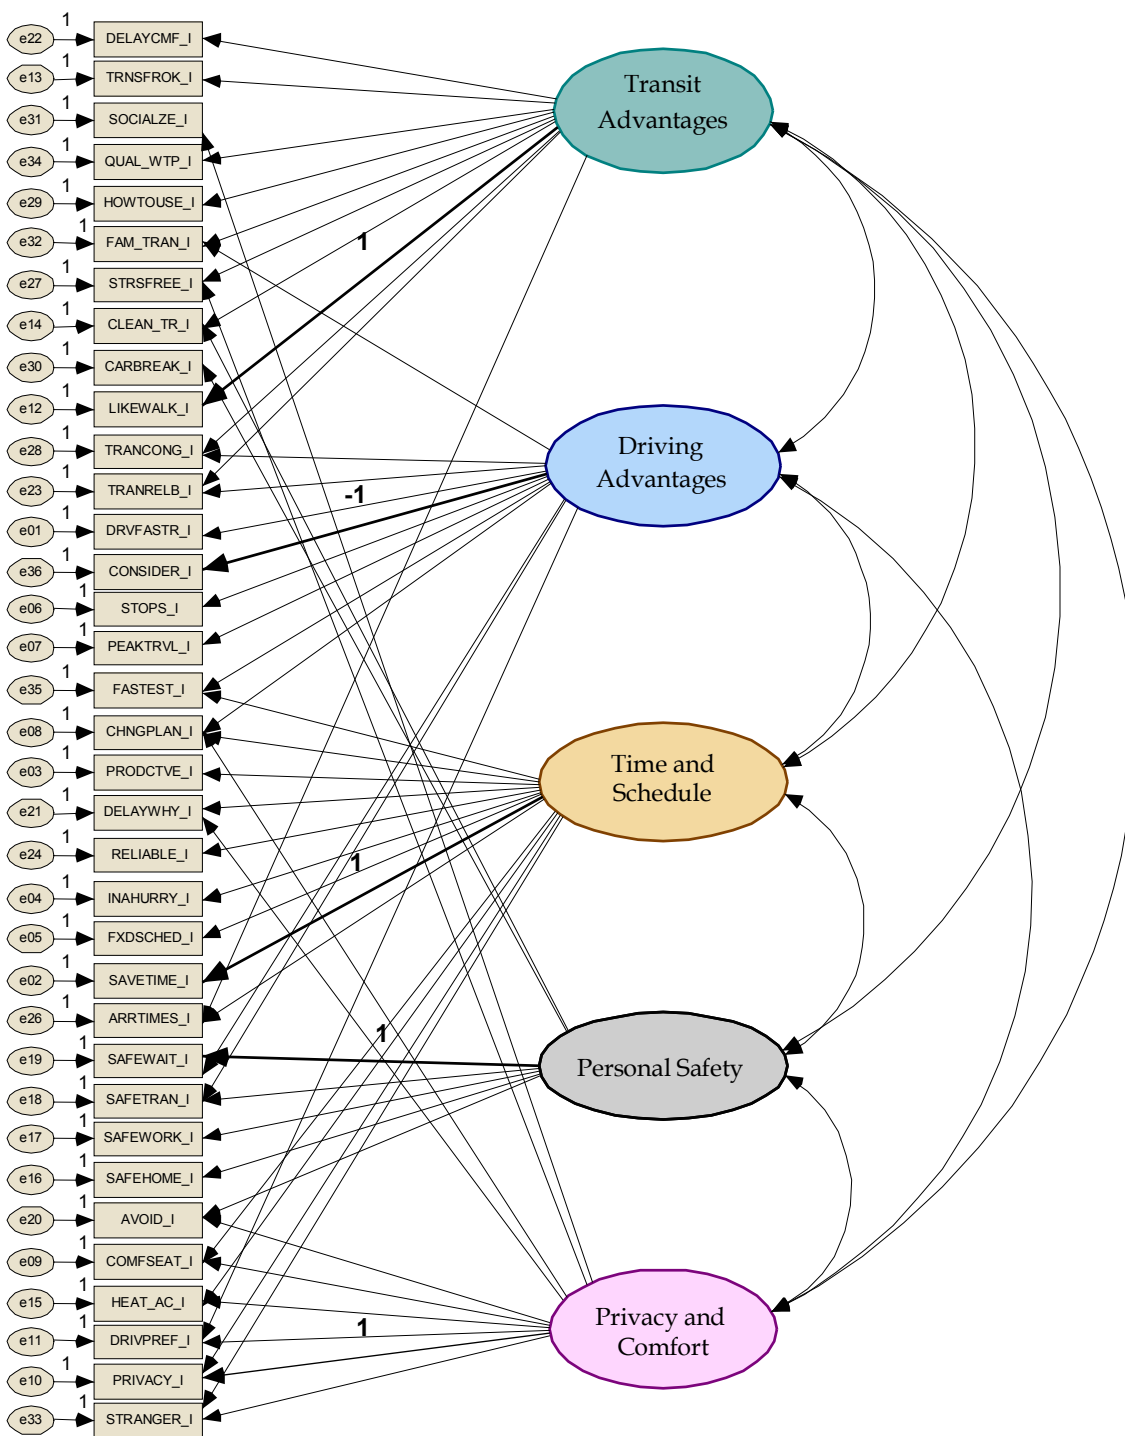 1
e22 DELAYCMF_I
1
e13 TRNSFROK_I
1
e31 SOCIALZE_I
1
e34 QUAL_WTP_I
1
e29 HOWTOUSE_I
1
e32 FAM_TRAN_I
1
e27 STRSFREE_I
1
e14 CLEAN_TR_I
1
e30 CARBREAK_I
1
e12 LIKEWALK_I
1
e28 TRANCONG_I
1
e23 TRANRELB_I
1
e01 DRVFASTR_I
1
e36 CONSIDER_I
1
e06 STOPS_I
1
e07 PEAKTRVL_I
1
e35 FASTEST_I
1
e08 CHNGPLAN_I
1
e03 PRODCTVE_I
1
e21 DELAYWHY_I
1
e24 RELIABLE_I
1
e04 INAHURRY_I
1
e05 FXDSCHED_I
1
e02 SAVETIME_I
1
e26 ARRTIMES_I
1
e19 SAFEWAIT_I
1
e18 SAFETRAN_I
1
e17 SAFEWORK_I
1
e16 SAFEHOME_I
1
e20 AVOID_I
1
e09 COMFSEAT_I
1
e15 HEAT_AC_I
1
e11 DRIVPREF_I
1
e10 PRIVACY_I
1
e33 STRANGER_I
1
-1
1
1
1
Transit
Advantages
Driving
Advantages
Time and
Schedule
Personal Safety
Privacy and
Comfort